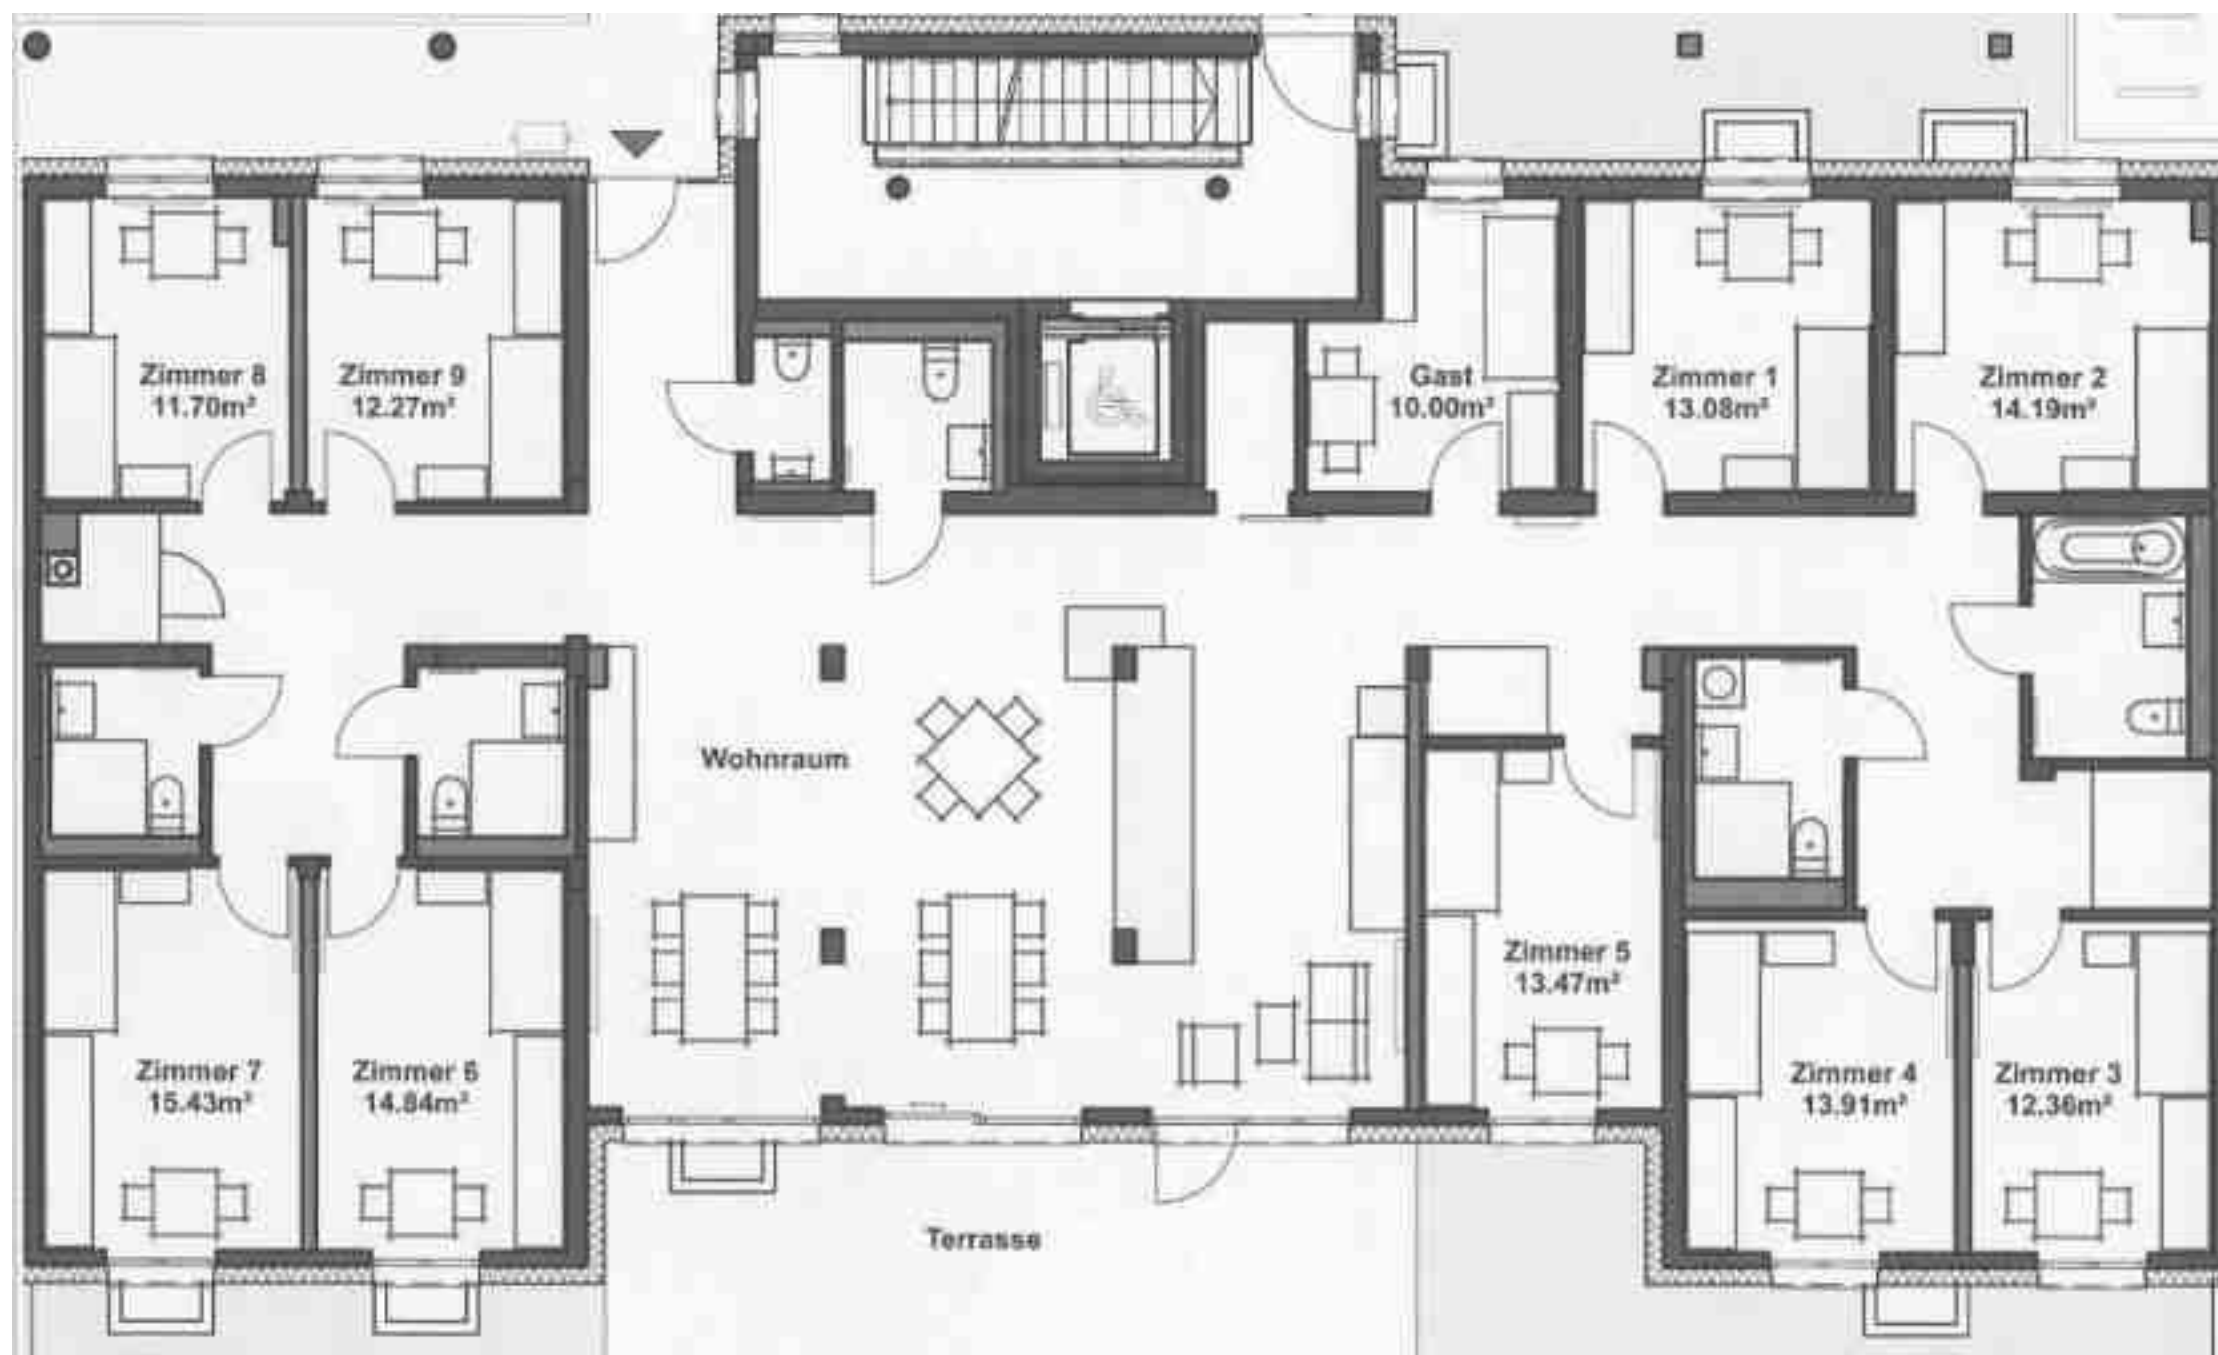 Zimmer 8
11.70m²
Zimmer 9
12.27m²
Gast
10.00m²
Zimmer 1
13.08m²
Zimmer 2
14.19m²
Wohnraum
Zimmer 5
13.47m²
Zimmer 7
15.43m²
Zimmer 6
14.84m²
Zimmer 4
13.91m²
Zimmer 3
12.36m²
Terrasse